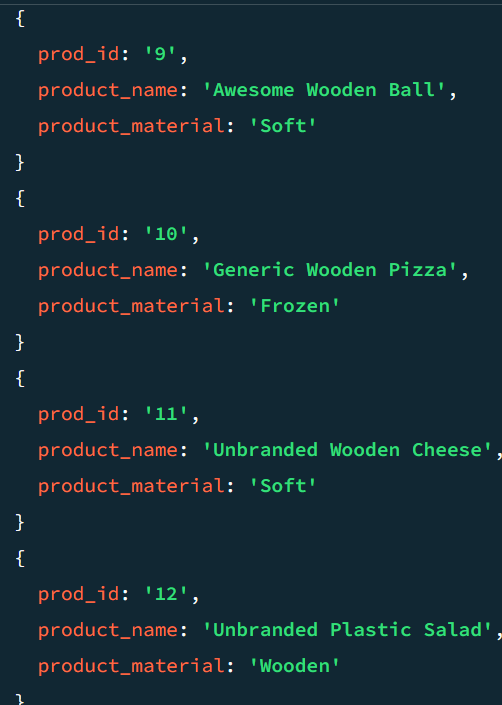 {
prod_id: '9',
product_name: 'Awesome Wooden Ball',
product_material: 'Soft'
}
{
prod_id: '10',
product_name: 'Generic Wooden Pizza',
product_material: 'Frozen'
}
{
prod_id: '11',
product_name: 'Unbranded Wooden Cheese',
product_material: 'Soft'
}
{
prod_id: '12',
product_name: 'Unbranded Plastic Salad',
product_material: 'Wooden'
}